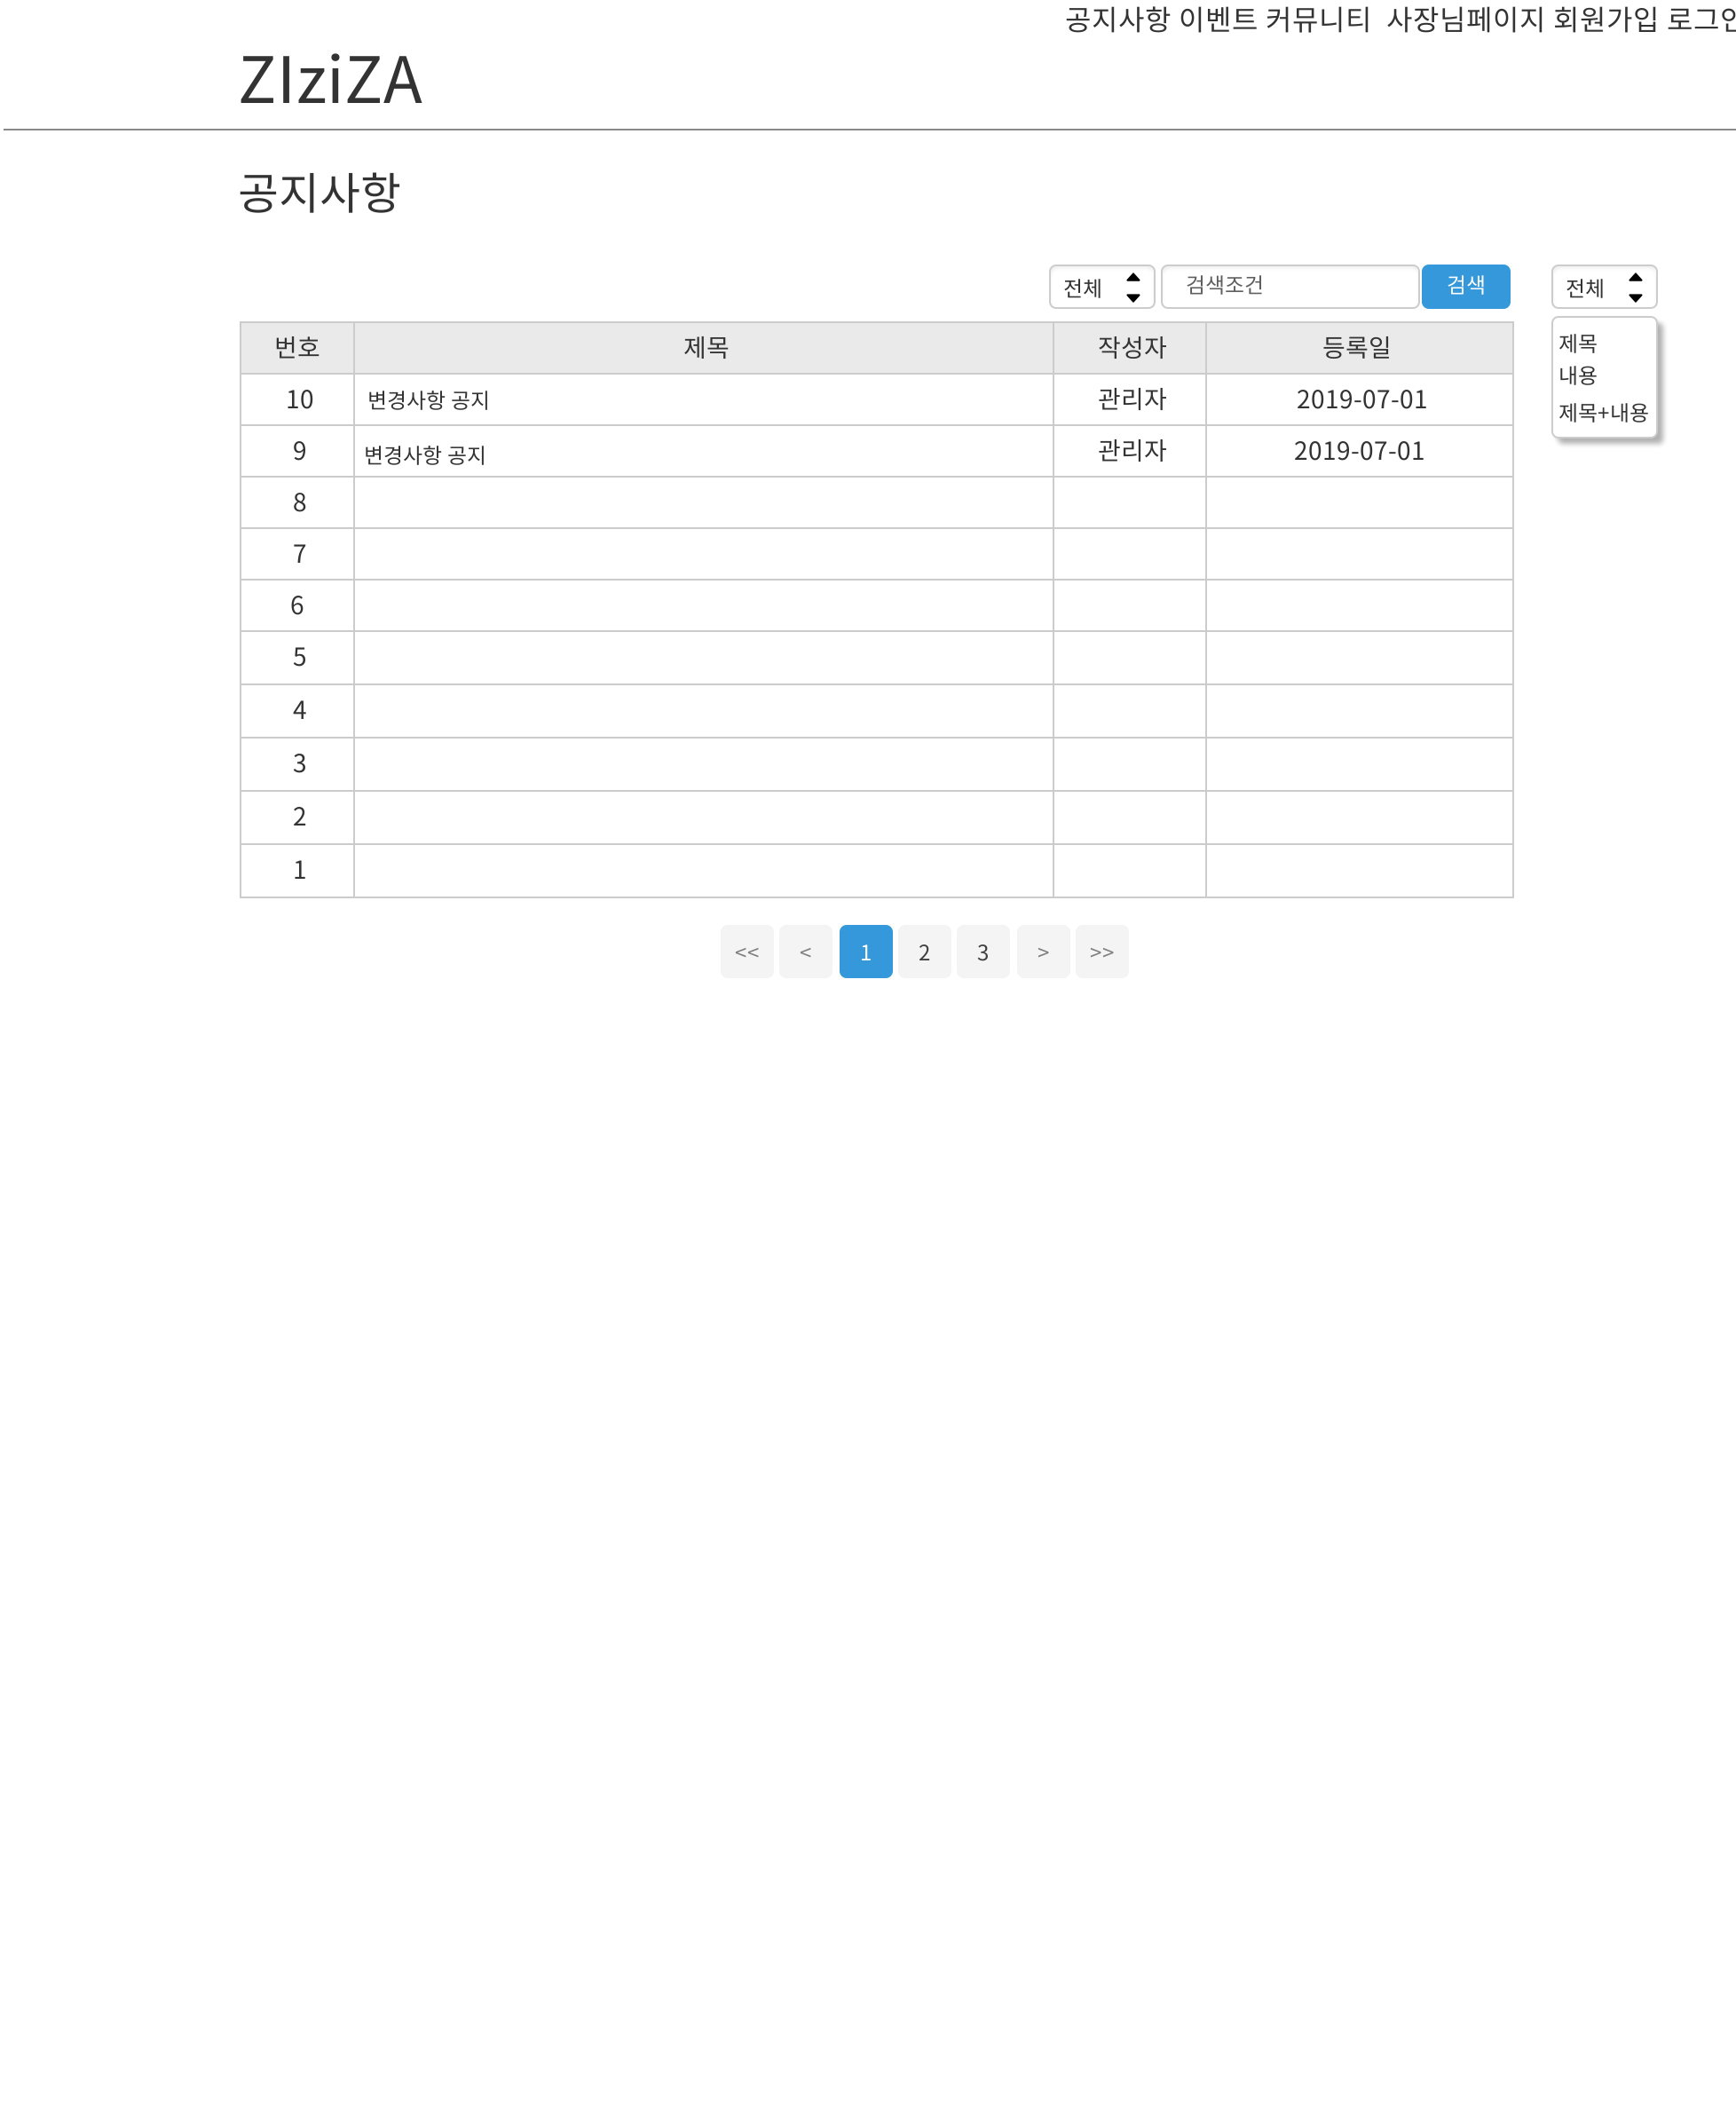 공지사항 이벤트 커뮤니티 사장님페이지 회원가입
ZIziZA
공지사항
전체 검색조건 검색 전체
제목
내용
제목+내용
번호 제목 작성자 등록일
10 변경사항 공지 관리자 2019-07-01
9 변경사항 공지 관리자 2019-07-01
8
7
6
5
4
3
2
1
<< < 1 2 3 > >>